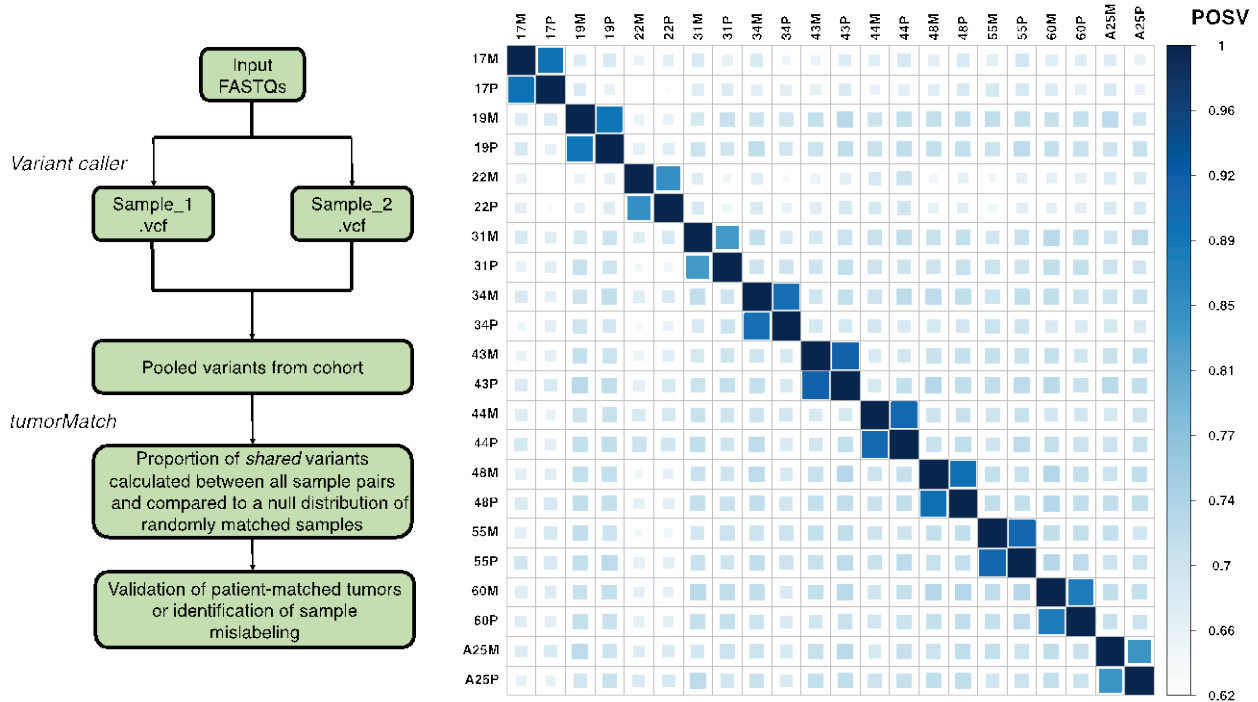 Input
FASTQs
Variant caller
Sample_1
.vcf
Sample_2
.vcf
Pooled variants from cohort
tumorMatch
Proportion of shared variants
calculated between all sample pairs
and compared to a null distribution of
randomly matched samples
Validation of patient-matched tumors
or identification of sample
mislabeling
17M 17P 19M 19P 22M 22P 31M 31P 34M 34P 43M 43P 44M 44P 48M 48P 55M 55P 60M 60P A25M A25P
17M
17P
19M
19P
22M
22P
31M
31P
34M
34P
43M
43P
44M
44P
48M
48P
55M
55P
60M
60P
A25M
A25P
POSV
1
0.96
0.92
0.89
0.85
0.81
0.77
0.74
0.7
0.66
0.62